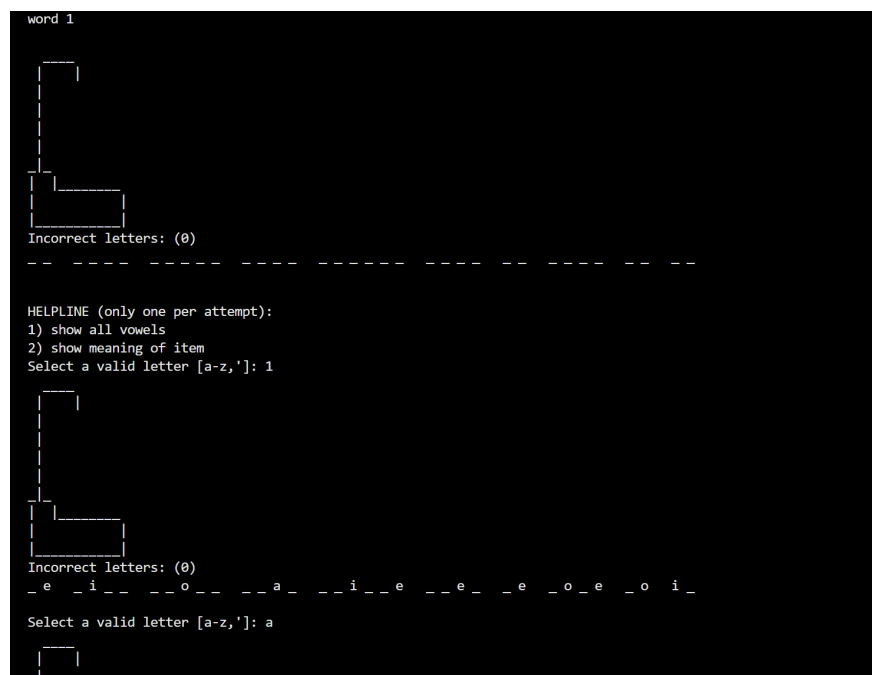 word 1
Incorrect letters: (0)
_ _ _ _ _ _ _ _ _ _ _ _ _ _ _ _ _ _ _ _ _ _ _ _ _ _ _ _ _ _ _ _ _ _ _ _ _
HELPLINE (only one per attempt):
1) show all vowels
2) show meaning of item
Select a valid letter [a-z,']: 1
Incorrect letters: (0)
_ e _ i _ _ _ _ o _ _ _ _ a _ _ _ i _ _ e _ _ e _ _ e _ o _ e _ o i _
Select a valid letter [a-z,']: a